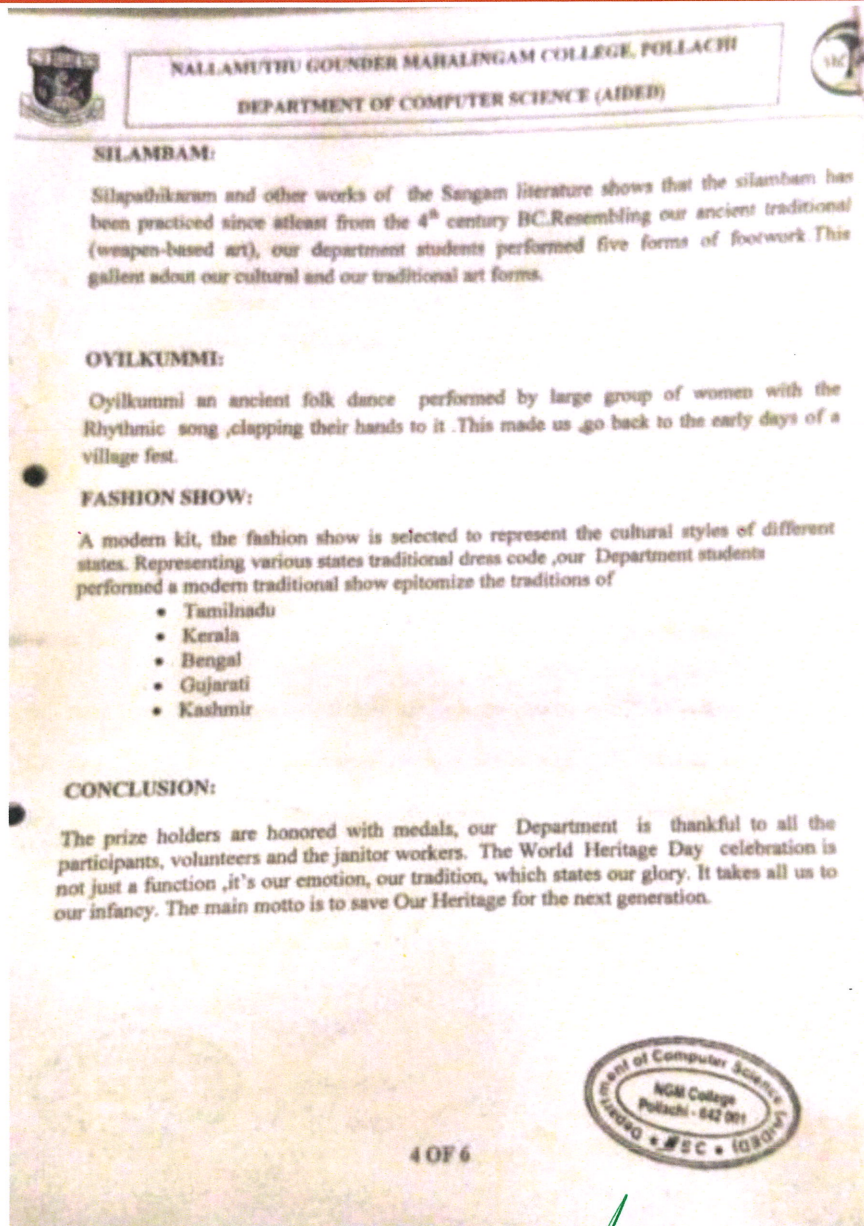 NALLAMUTHU GOUNDER MAHALINGAM COLLEGE, POLLACHI
DEPARTMENT OF COMPUTER SCIENCE (AIDED)
SILAMBAM:
Silapathikaram and other works of the Sangam literature shows that the silambam has
been practiced since atleast from the 4th century BC.Resembling our ancient traditional
(weapen-based art), our department students performed five forms of footwork.This
gallent adout our cultural and our traditional art forms.
OYILKUMMI:
Oyilkummi an ancient folk dance performed by large group of women with the
Rhythmic song ,clapping their hands to it .This made us ,go back to the early days of a
village fest.
FASHION SHOW:
A modern kit, the fashion show is selected to represent the cultural styles of different
states. Representing various states traditional dress code ,our Department students
performed a modern traditional show epitomize the traditions of
• Tamilnadu
• Kerala
• Bengal
• Gujarati
• Kashmir
CONCLUSION:
The prize holders are honored with medals, our Department is thankful to all the
participants, volunteers and the janitor workers. The World Heritage Day celebration is
not just a function ,it's our emotion, our tradition, which states our glory. It takes all us to
our infancy. The main motto is to save Our Heritage for the next generation.
Department of Computer Science (AIDED)
NGM College
Pollachi - 642 001
4 OF 6